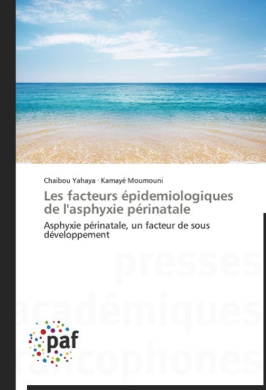 Chaibou Yahaya · Kamayé Moumouni
Les facteurs épidemiologiques
de l'asphyxie périnatale
Asphyxie périnatale, un facteur de sous
développement
presses
académiques
francophones
paf